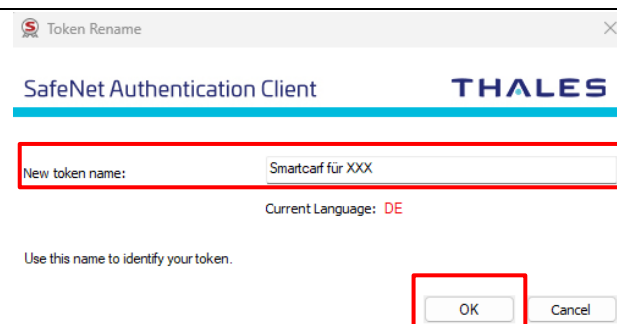 Token Rename
SafeNet Authentication Client THALES
New token name: Smartcarf für XXX
Current Language: DE
Use this name to identify your token.
OK Cancel